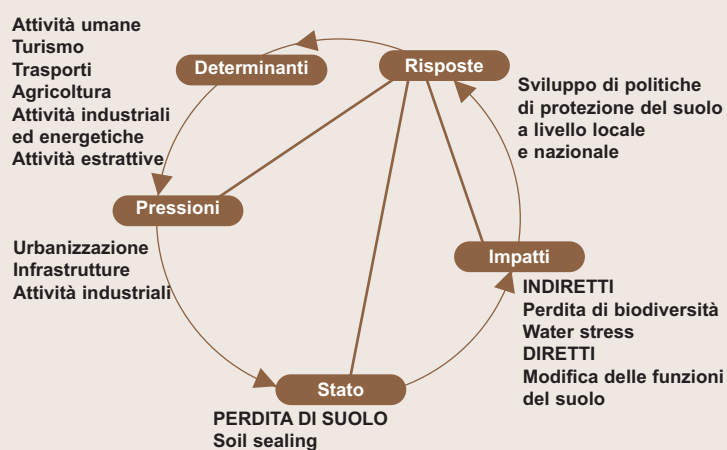 Attività umane
Turismo
Trasporti
Agricoltura
Attività industriali
ed energetiche
Attività estrattive
Determinanti
Risposte
Sviluppo di politiche
di protezione del suolo
a livello locale
e nazionale
Pressioni
Urbanizzazione
Infrastrutture
Attività industriali
Impatti
INDIRETTI
Perdita di biodiversità
Water stress
DIRETTI
Modifica delle funzioni
del suolo
Stato
PERDITA DI SUOLO
Soil sealing